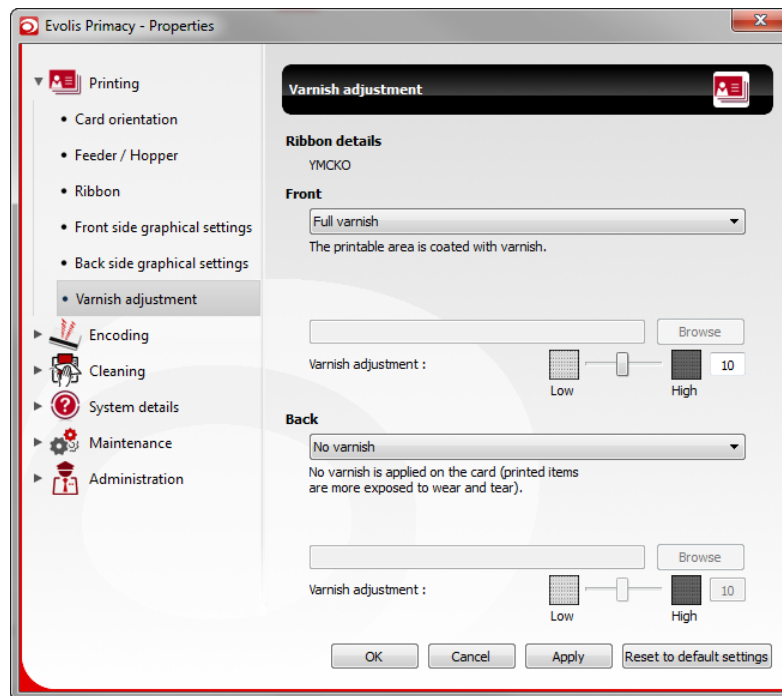 Evolis Primacy - Properties
Printing
Card orientation
Feeder / Hopper
Ribbon
Front side graphical settings
Back side graphical settings
Varnish adjustment
Encoding
Cleaning
System details
Maintenance
Administration
Varnish adjustment
Ribbon details
YMCKO
Front
Full varnish
The printable area is coated with varnish.
Browse
Varnish adjustment :
10
Low High
Back
No varnish
No varnish is applied on the card (printed items
are more exposed to wear and tear).
Browse
Varnish adjustment :
10
Low High
OK Cancel Apply Reset to default settings